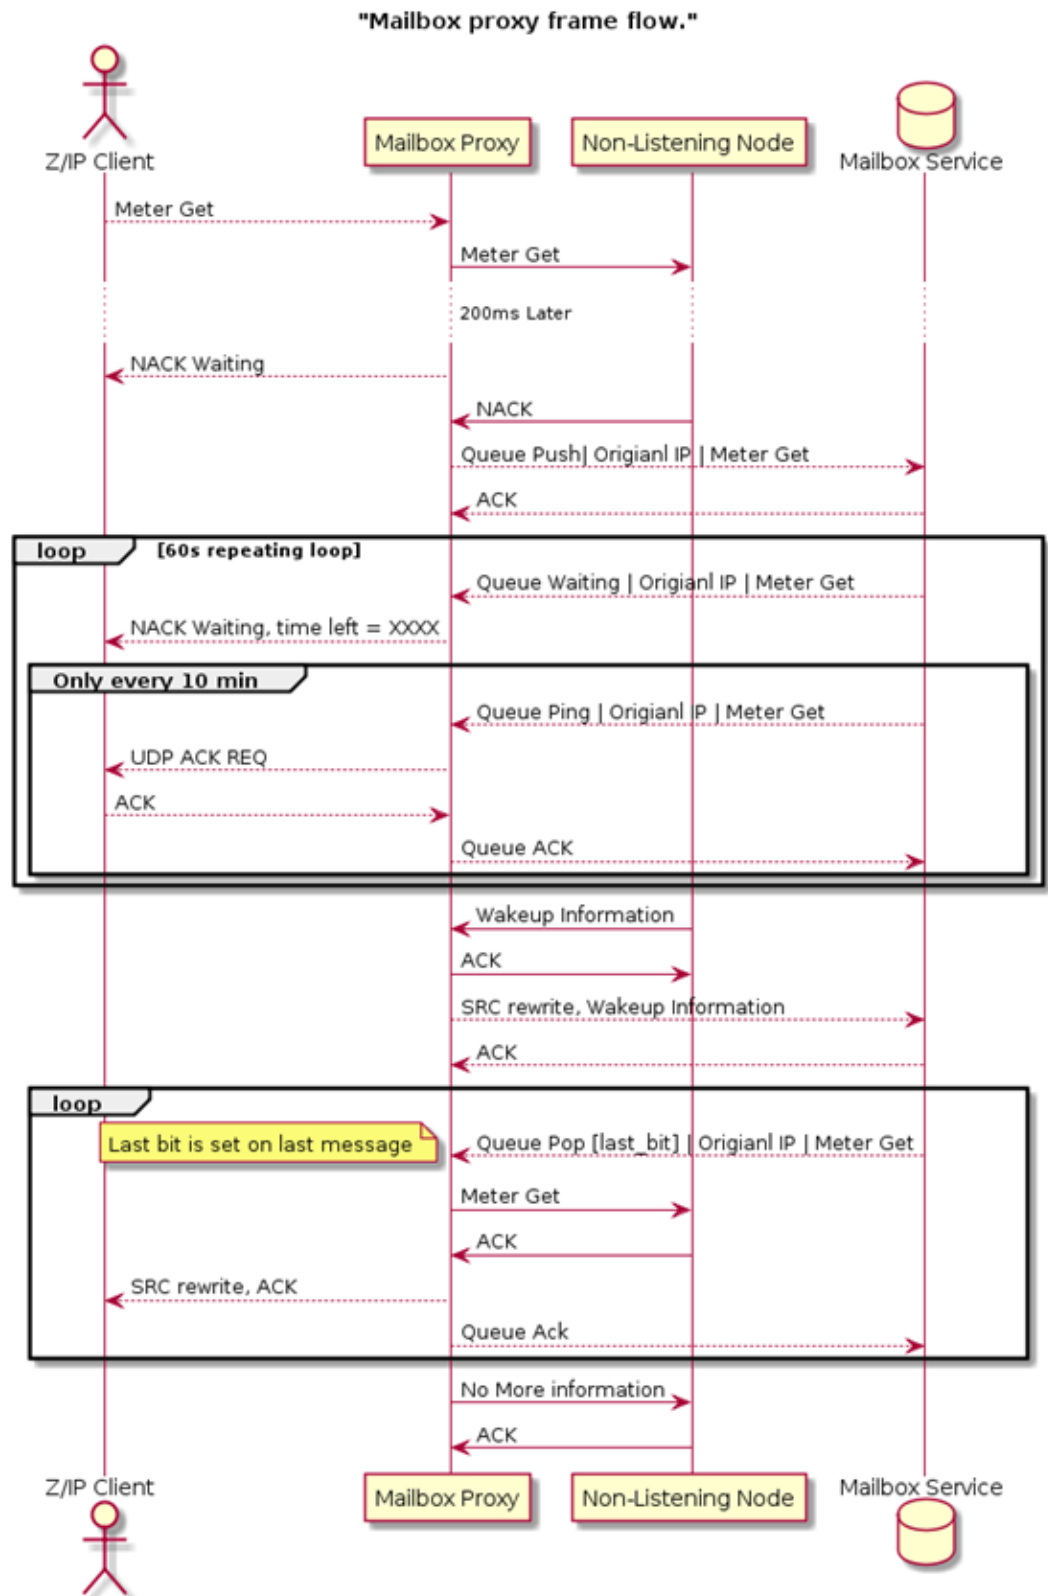 "Mailbox proxy frame flow."
Z/IP Client
Mailbox Proxy
Non-Listening Node
Mailbox Service
Meter Get
Meter Get
200ms Later
NACK Waiting
NACK
Queue Push| Origianl IP | Meter Get
ACK
loop [60s repeating loop]
Queue Waiting | Origianl IP | Meter Get
NACK Waiting, time left = XXXX
Only every 10 min
Queue Ping | Origianl IP | Meter Get
UDP ACK REQ
ACK
Queue ACK
Wakeup Information
ACK
SRC rewrite, Wakeup Information
ACK
loop
Last bit is set on last message
Queue Pop [last_bit] | Origianl IP | Meter Get
Meter Get
ACK
SRC rewrite, ACK
Queue Ack
No More information
ACK
Z/IP Client
Mailbox Proxy
Non-Listening Node
Mailbox Service